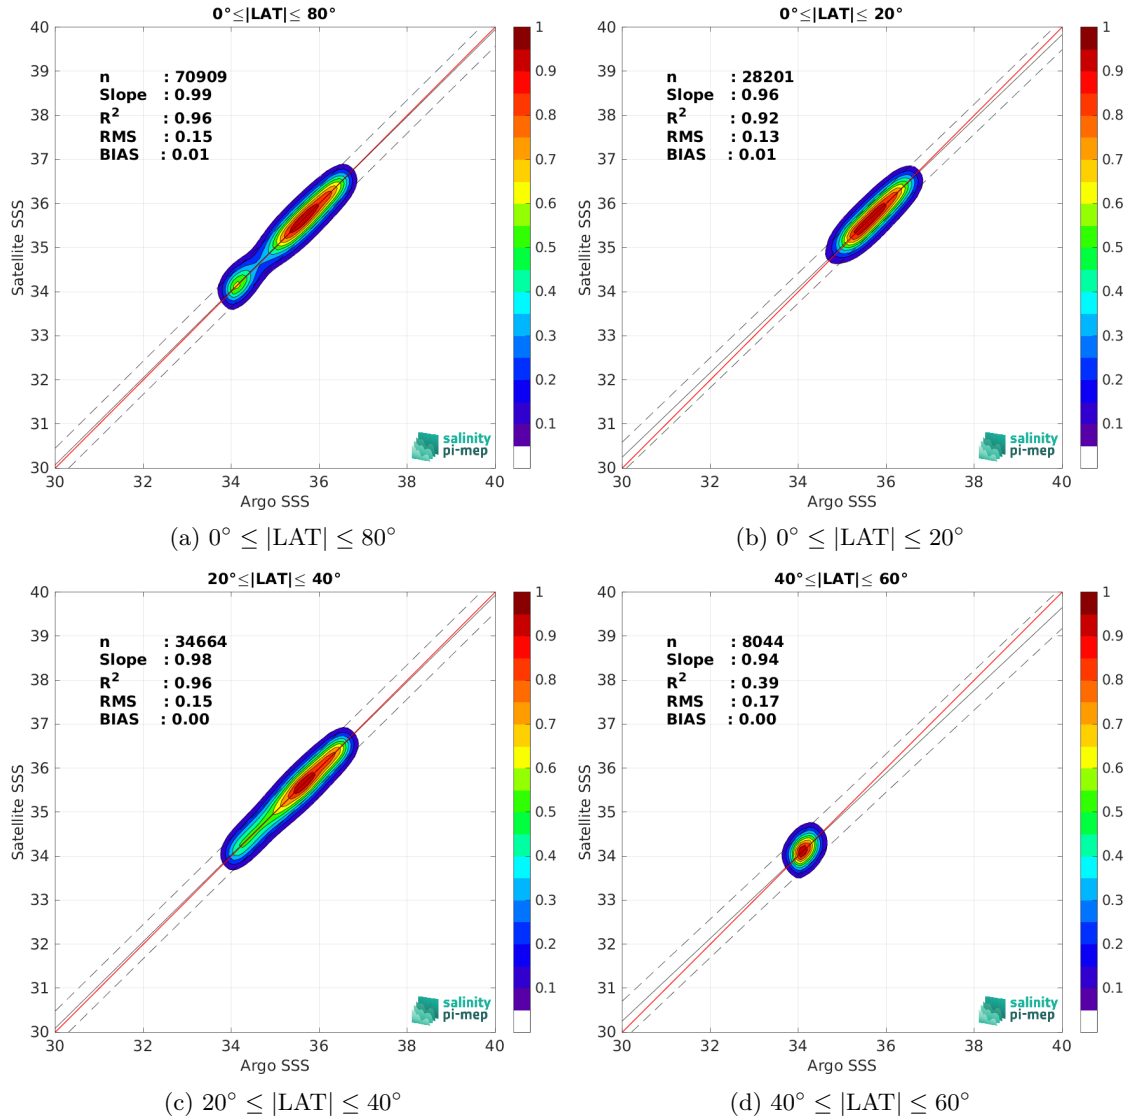 0°≤|LAT|≤ 80°
n : 70909
Slope : 0.99
R² : 0.96
RMS : 0.15
BIAS : 0.01
40
39
38
37
36
35
34
33
32
31
30
Satellite SSS
30 32 34 36 38 40
Argo SSS
1
0.9
0.8
0.7
0.6
0.5
0.4
0.3
0.2
0.1
salinity
pi-mep
(a) 0° ≤ |LAT| ≤ 80°
0°≤|LAT|≤ 20°
n : 28201
Slope : 0.96
R² : 0.92
RMS : 0.13
BIAS : 0.01
40
39
38
37
36
35
34
33
32
31
30
Satellite SSS
30 32 34 36 38 40
Argo SSS
1
0.9
0.8
0.7
0.6
0.5
0.4
0.3
0.2
0.1
salinity
pi-mep
(b) 0° ≤ |LAT| ≤ 20°
20°≤|LAT|≤ 40°
n : 34664
Slope : 0.98
R² : 0.96
RMS : 0.15
BIAS : 0.00
40
39
38
37
36
35
34
33
32
31
30
Satellite SSS
30 32 34 36 38 40
Argo SSS
1
0.9
0.8
0.7
0.6
0.5
0.4
0.3
0.2
0.1
salinity
pi-mep
(c) 20° ≤ |LAT| ≤ 40°
40°≤|LAT|≤ 60°
n : 8044
Slope : 0.94
R² : 0.39
RMS : 0.17
BIAS : 0.00
40
39
38
37
36
35
34
33
32
31
30
Satellite SSS
30 32 34 36 38 40
Argo SSS
1
0.9
0.8
0.7
0.6
0.5
0.4
0.3
0.2
0.1
salinity
pi-mep
(d) 40° ≤ |LAT| ≤ 60°